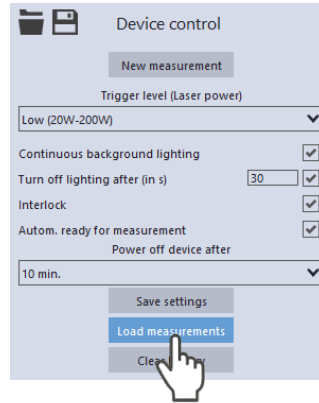 Device control
New measurement
Trigger level (Laser power)
Low (20W-200W)
Continuous background lighting
Turn off lighting after (in s) 30
Interlock
Autom. ready for measurement
Power off device after
10 min.
Save settings
Load measurements
Clear